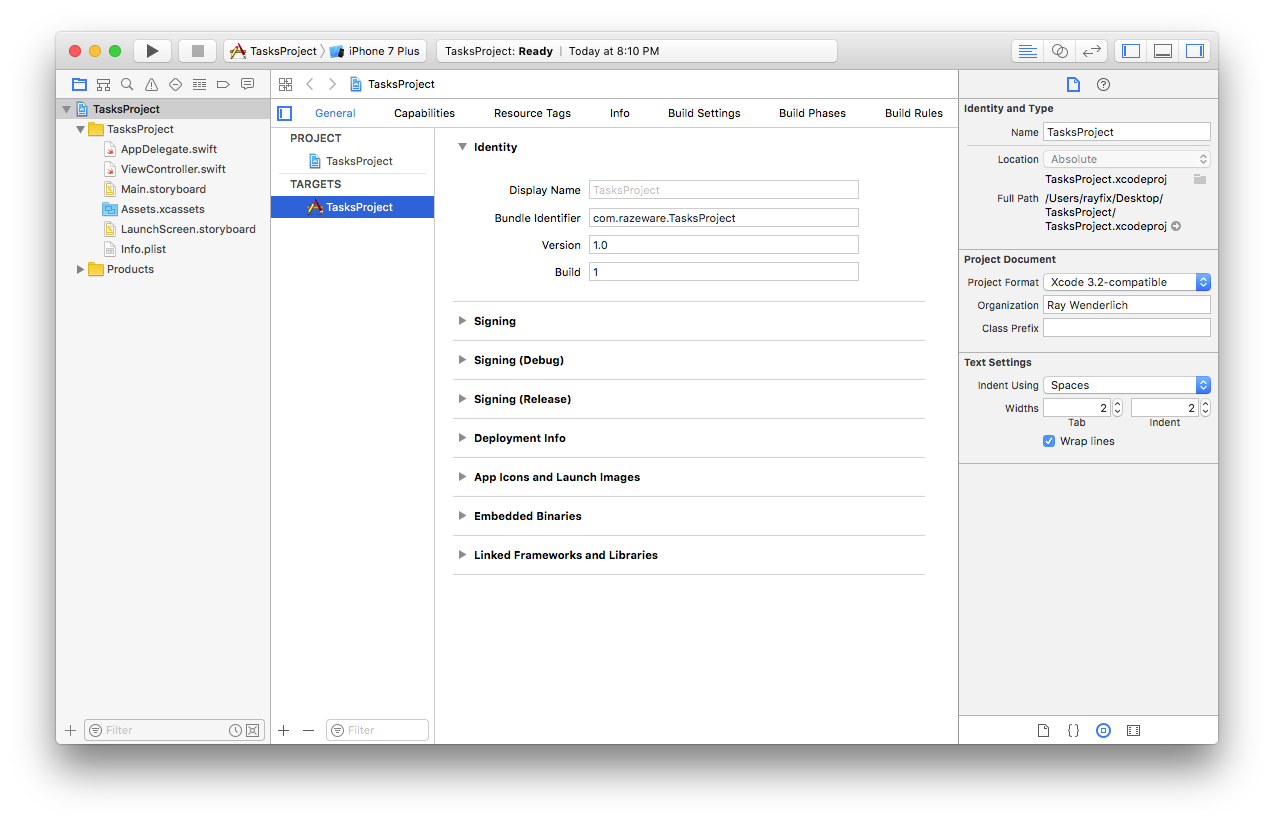 TasksProject iPhone 7 Plus TasksProject: Ready | Today at 8:10 PM
TasksProject
TasksProject
AppDelegate.swift
ViewController.swift
Main.storyboard
Assets.xcassets
LaunchScreen.storyboard
Info.plist
Products
Filter
TasksProject
General Capabilities Resource Tags Info Build Settings Build Phases Build Rules
PROJECT
TasksProject
TARGETS
TasksProject
Filter
Identity
Display Name TasksProject
Bundle Identifier com.razeware.TasksProject
Version 1.0
Build 1
Signing
Signing (Debug)
Signing (Release)
Deployment Info
App Icons and Launch Images
Embedded Binaries
Linked Frameworks and Libraries
Identity and Type
Name TasksProject
Location Absolute
TasksProject.xcodeproj
Full Path /Users/rayfix/Desktop/
TasksProject/
TasksProject.xcodeproj
Project Document
Project Format Xcode 3.2-compatible
Organization Ray Wenderlich
Class Prefix
Text Settings
Indent Using Spaces
Widths 2 2
Tab Indent
Wrap lines